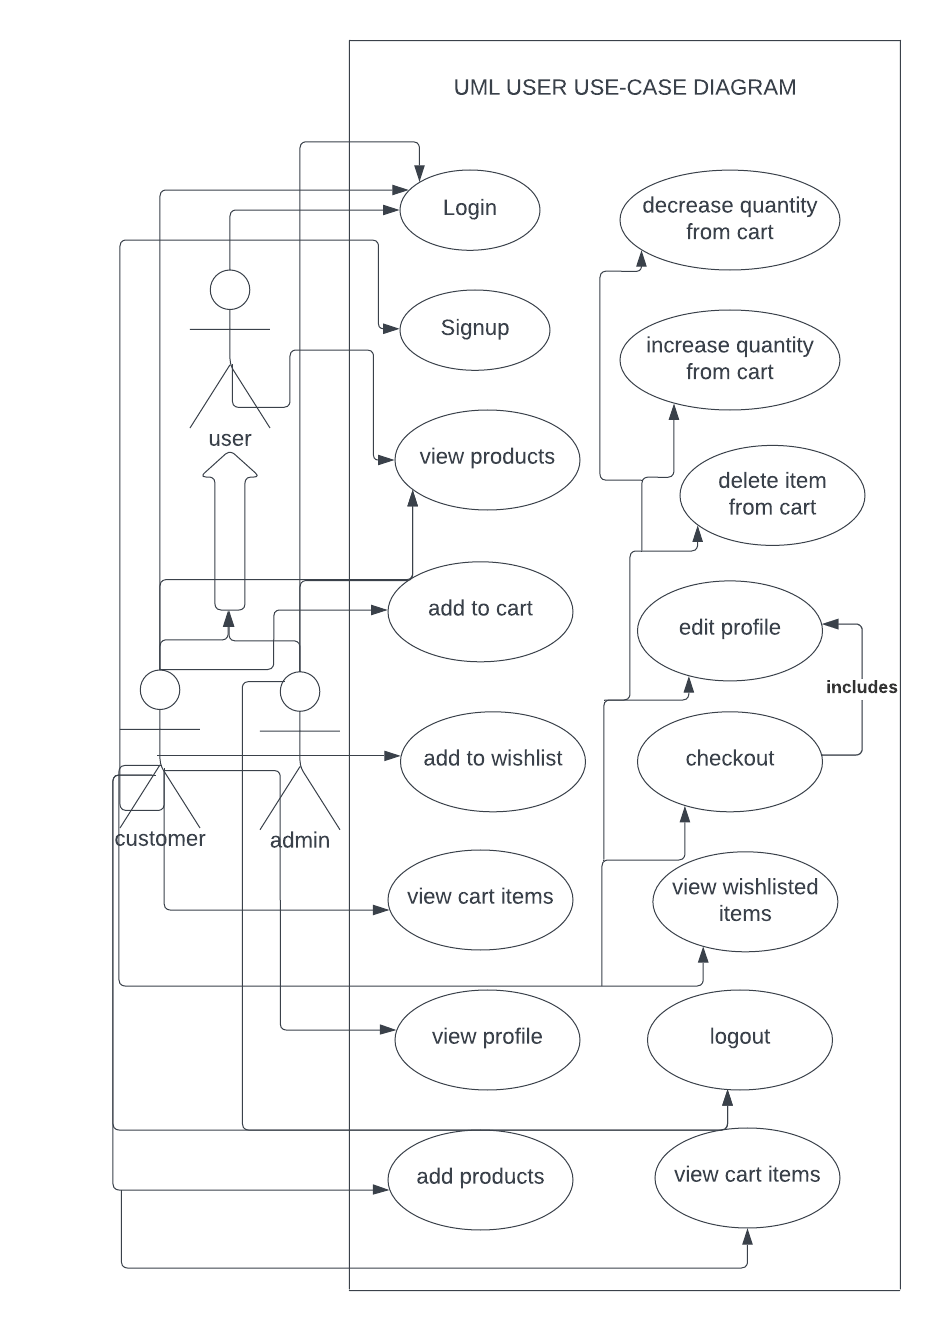 UML USER USE-CASE DIAGRAM
Login
decrease quantity
from cart
Signup
increase quantity
from cart
user
view products
delete item
from cart
add to cart
edit profile
includes
add to wishlist
checkout
customer
admin
view cart items
view wishlisted
items
view profile
logout
add products
view cart items